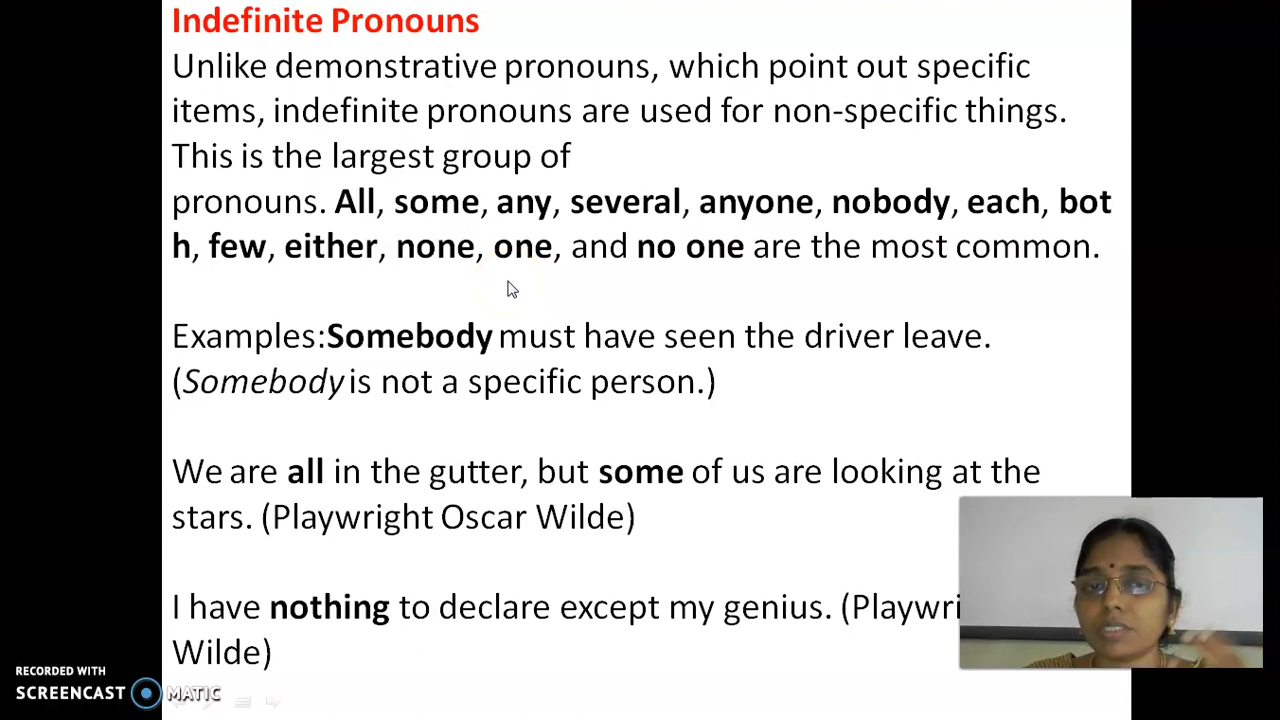 Indefinite Pronouns
Unlike demonstrative pronouns, which point out specific
items, indefinite pronouns are used for non-specific things.
This is the largest group of
pronouns. All, some, any, several, anyone, nobody, each, bot
h, few, either, none, one, and no one are the most common.
Examples:Somebody must have seen the driver leave.
(Somebody is not a specific person.)
We are all in the gutter, but some of us are looking at the
stars. (Playwright Oscar Wilde)
I have nothing to declare except my genius. (Playwri
Wilde)
RECORDED WITH
SCREENCAST MATIC